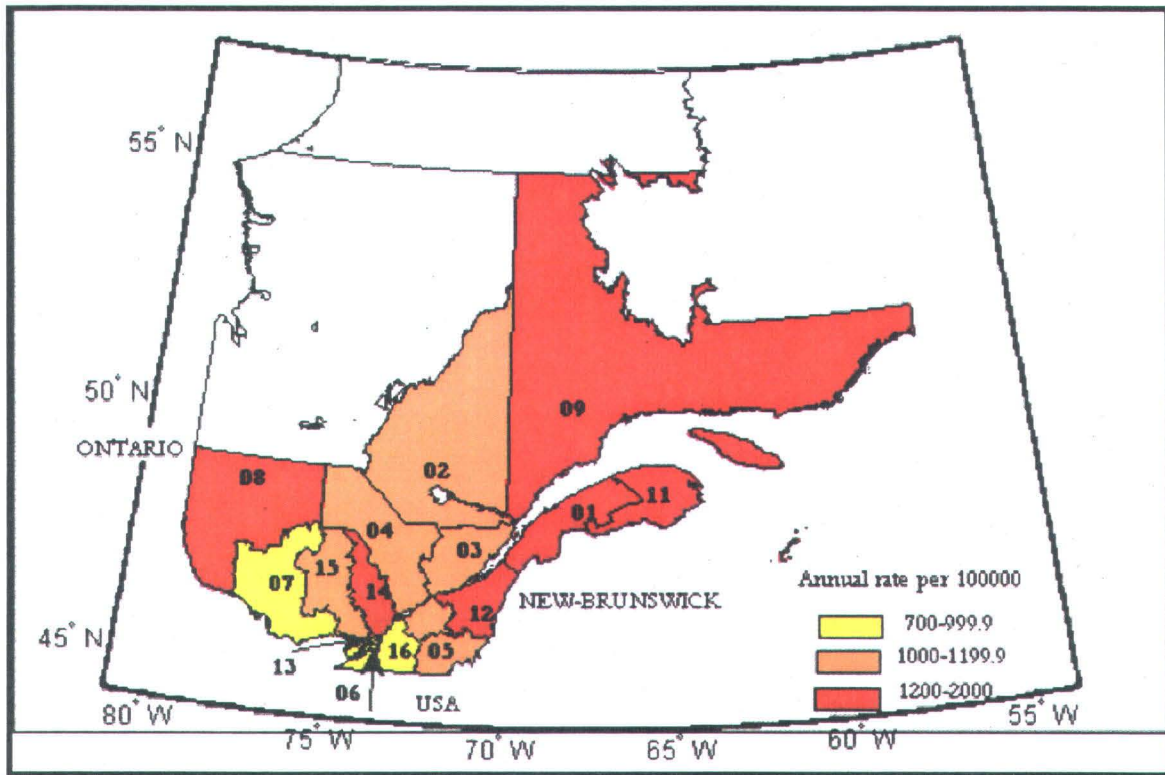 55° N
50° N
ONTARIO
09
08
02
11
01
04
03
15
07
14
12
NEW-BRUNSWICK
Annual rate per 100000
700-999.9
45° N
16
05
1000-1199.9
13
06
USA
1200-2000
80° W
75° W
70° W
65° W
60° W
55° W